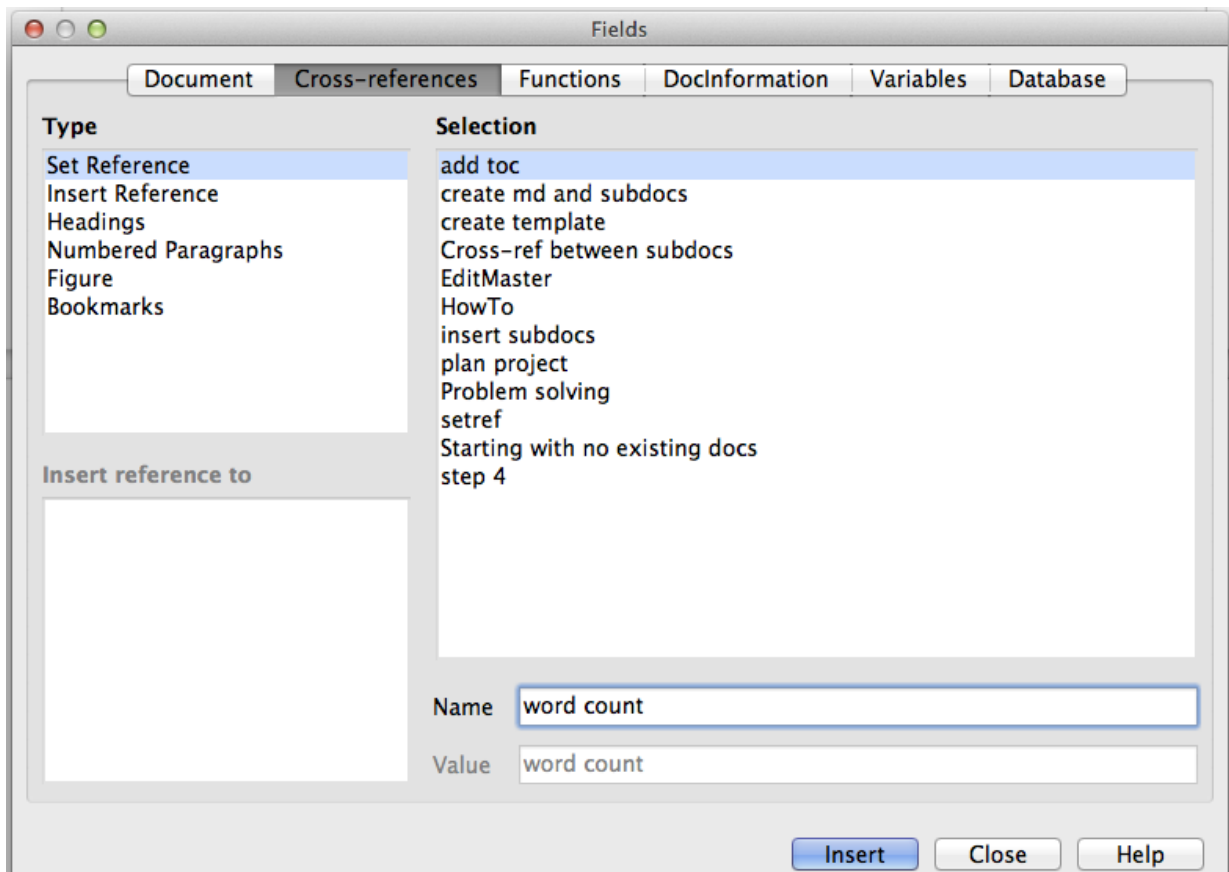 Fields
Document Cross-references Functions DocInformation Variables Database
Type
Set Reference
Insert Reference
Headings
Numbered Paragraphs
Figure
Bookmarks
Insert reference to
Selection
add toc
create md and subdocs
create template
Cross-ref between subdocs
EditMaster
HowTo
insert subdocs
plan project
Problem solving
setref
Starting with no existing docs
step 4
Name word count
Value word count
Insert Close Help